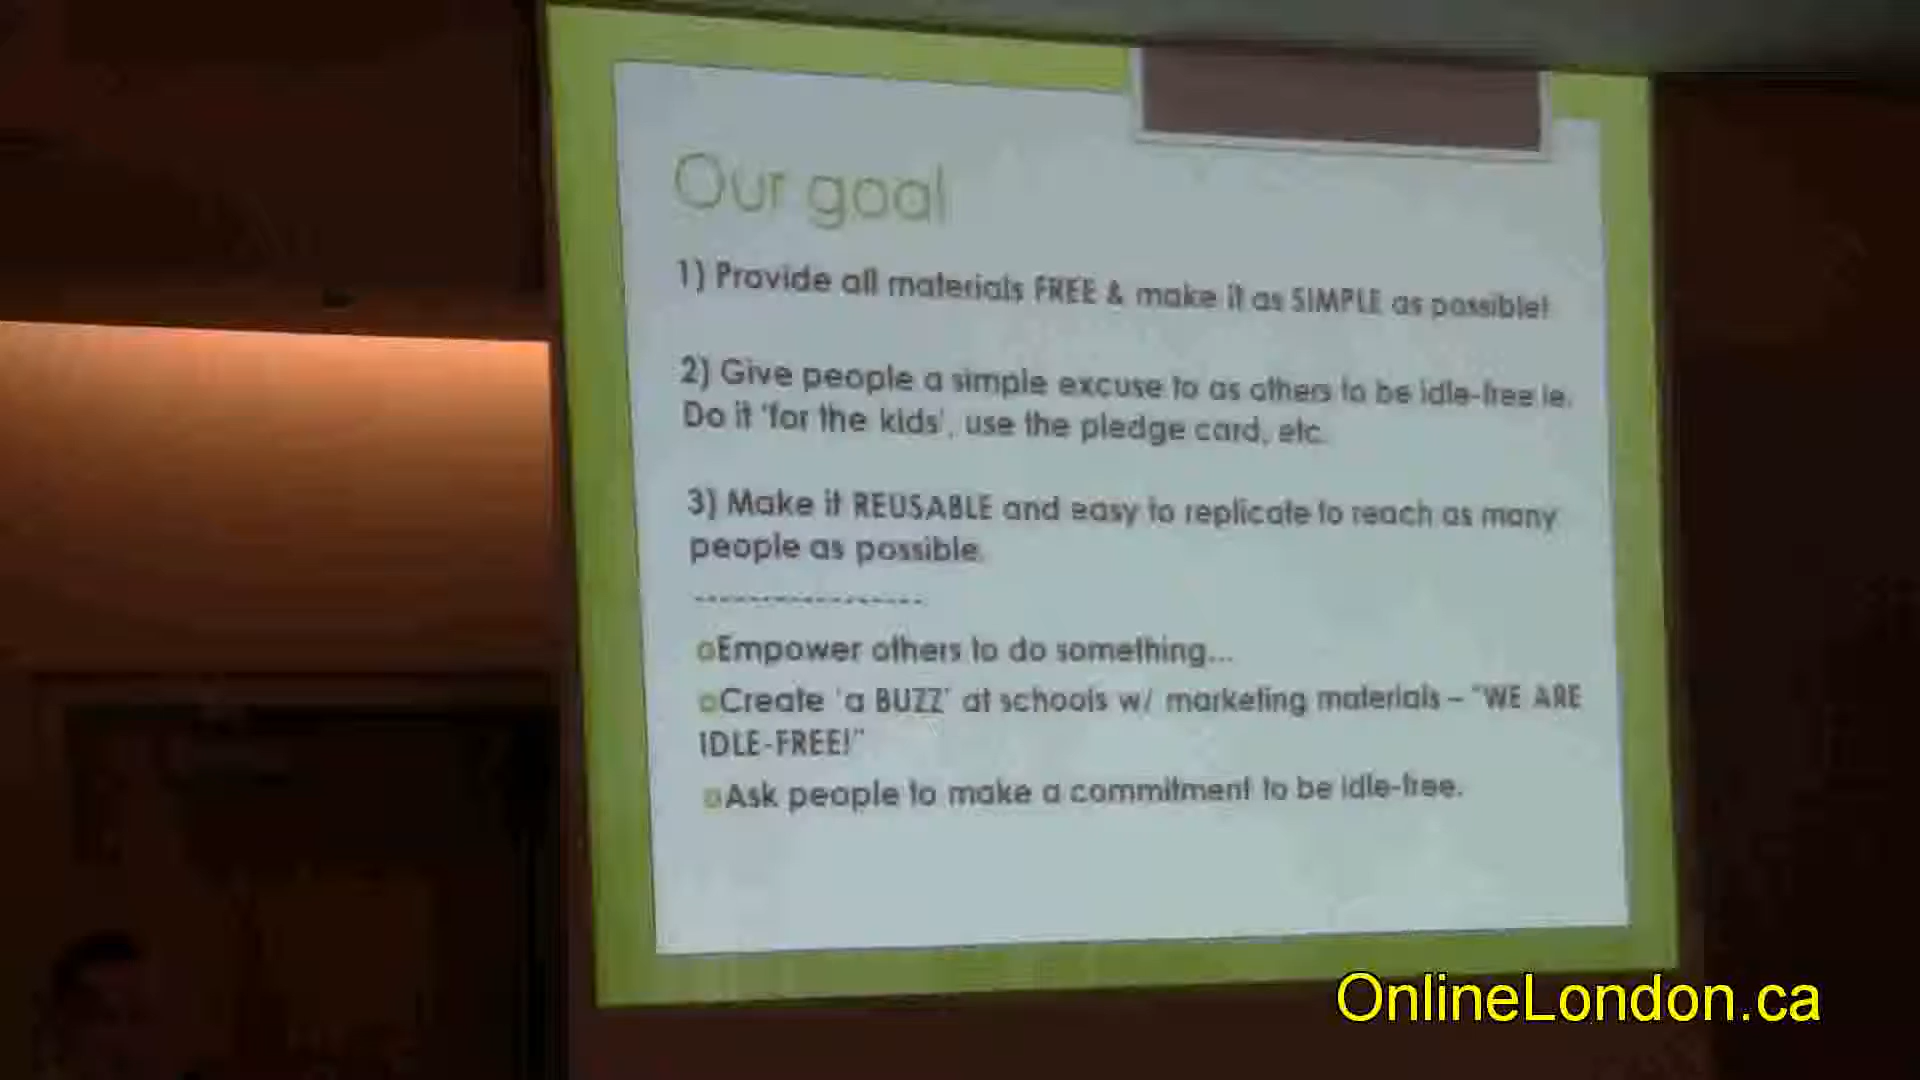 Our goal
1) Provide all materials FREE & make it as SIMPLE as possible!
2) Give people a simple excuse to as others to be idle-free ie.
Do it 'for the kids', use the pledge card, etc.
3) Make it REUSABLE and easy to replicate to reach as many
people as possible.
-----------------
oEmpower others to do something...
oCreate 'a BUZZ' at schools w/ marketing materials – "WE ARE
IDLE-FREE!"
oAsk people to make a commitment to be idle-free.
OnlineLondon.ca